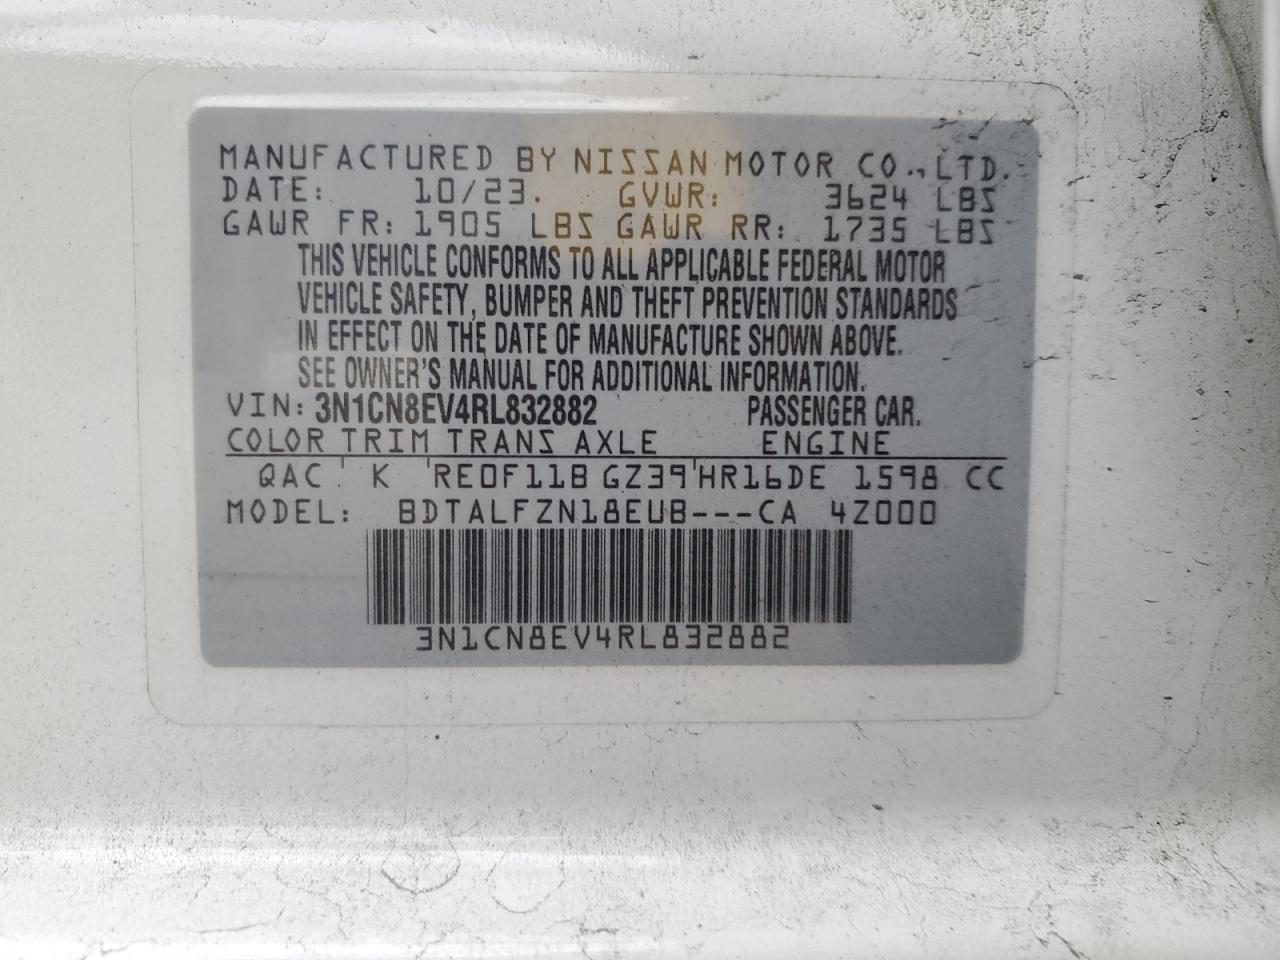 MANUFACTURED BY NISSAN MOTOR CO., LTD.
DATE: 10/23. GVWR: 3624 LBS
GAWR FR: 1905 LBS GAWR RR: 1735 LBS
THIS VEHICLE CONFORMS TO ALL APPLICABLE FEDERAL MOTOR
VEHICLE SAFETY, BUMPER AND THEFT PREVENTION STANDARDS
IN EFFECT ON THE DATE OF MANUFACTURE SHOWN ABOVE.
SEE OWNER'S MANUAL FOR ADDITIONAL INFORMATION.
VIN: 3N1CN8EV4RL832882 PASSENGER CAR.
COLOR TRIM TRANS AXLE ENGINE
QAC ' K 'RE0F11B GZ39'HR16DE 1598 CC
MODEL: BDTALFZN18EUB---CA 4Z000
3N1CN8EV4RL832882